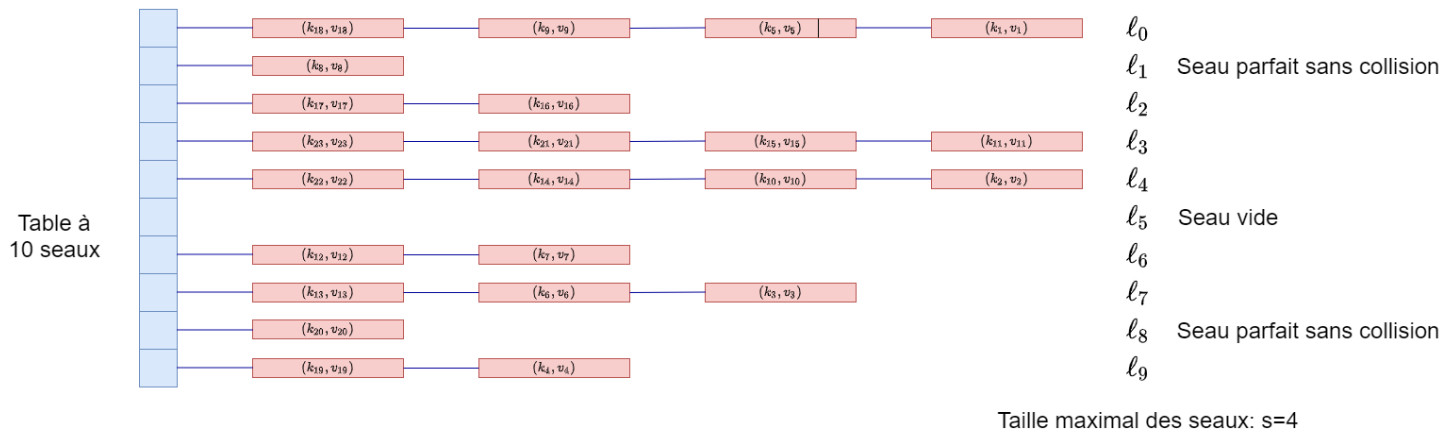 (k₁₈, v₁₈) (k₉, v₉) (k₅, v₅) (k₁, v₁) ℓ₀
(k₈, v₈) ℓ₁ Seau parfait sans collision
(k₁₇, v₁₇) (k₁₆, v₁₆) ℓ₂
(k₂₃, v₂₃) (k₂₁, v₂₁) (k₁₅, v₁₅) (k₁₁, v₁₁) ℓ₃
(k₂₂, v₂₂) (k₁₄, v₁₄) (k₁₀, v₁₀) (k₂, v₂) ℓ₄
Table à
10 seaux
ℓ₅ Seau vide
(k₁₂, v₁₂) (k₇, v₇) ℓ₆
(k₁₃, v₁₃) (k₆, v₆) (k₃, v₃) ℓ₇
(k₂₀, v₂₀) ℓ₈ Seau parfait sans collision
(k₁₉, v₁₉) (k₄, v₄) ℓ₉
Taille maximal des seaux: s=4